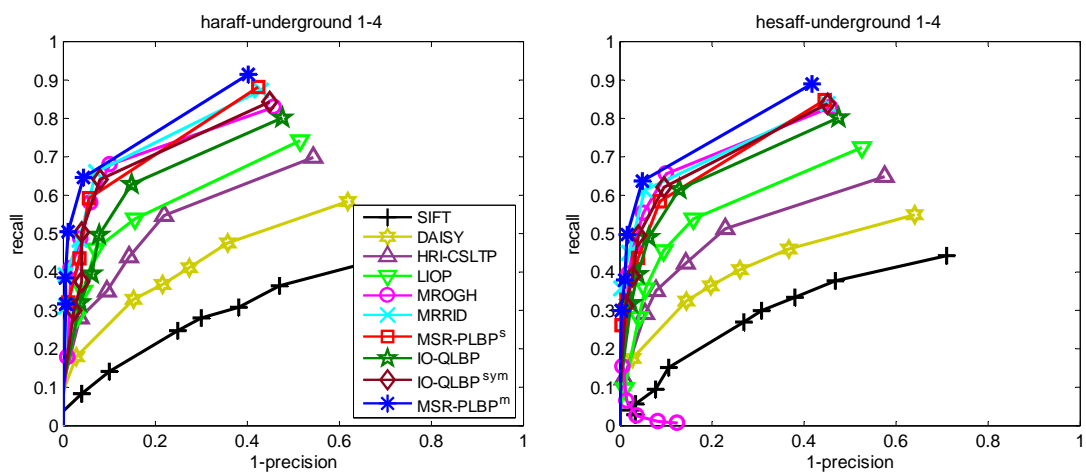 haraff-underground 1-4
1
0.9
0.8
0.7
0.6
0.5
0.4
0.3
0.2
0.1
0
recall
0 0.2 0.4 0.6 0.8 1
1-precision
SIFT
DAISY
HRI-CSLTP
LIOP
MROGH
MRRID
MSR-PLBP^s
IO-QLBP
IO-QLBP^sym
MSR-PLBP^m
hesaff-underground 1-4
1
0.9
0.8
0.7
0.6
0.5
0.4
0.3
0.2
0.1
0
recall
0 0.2 0.4 0.6 0.8 1
1-precision